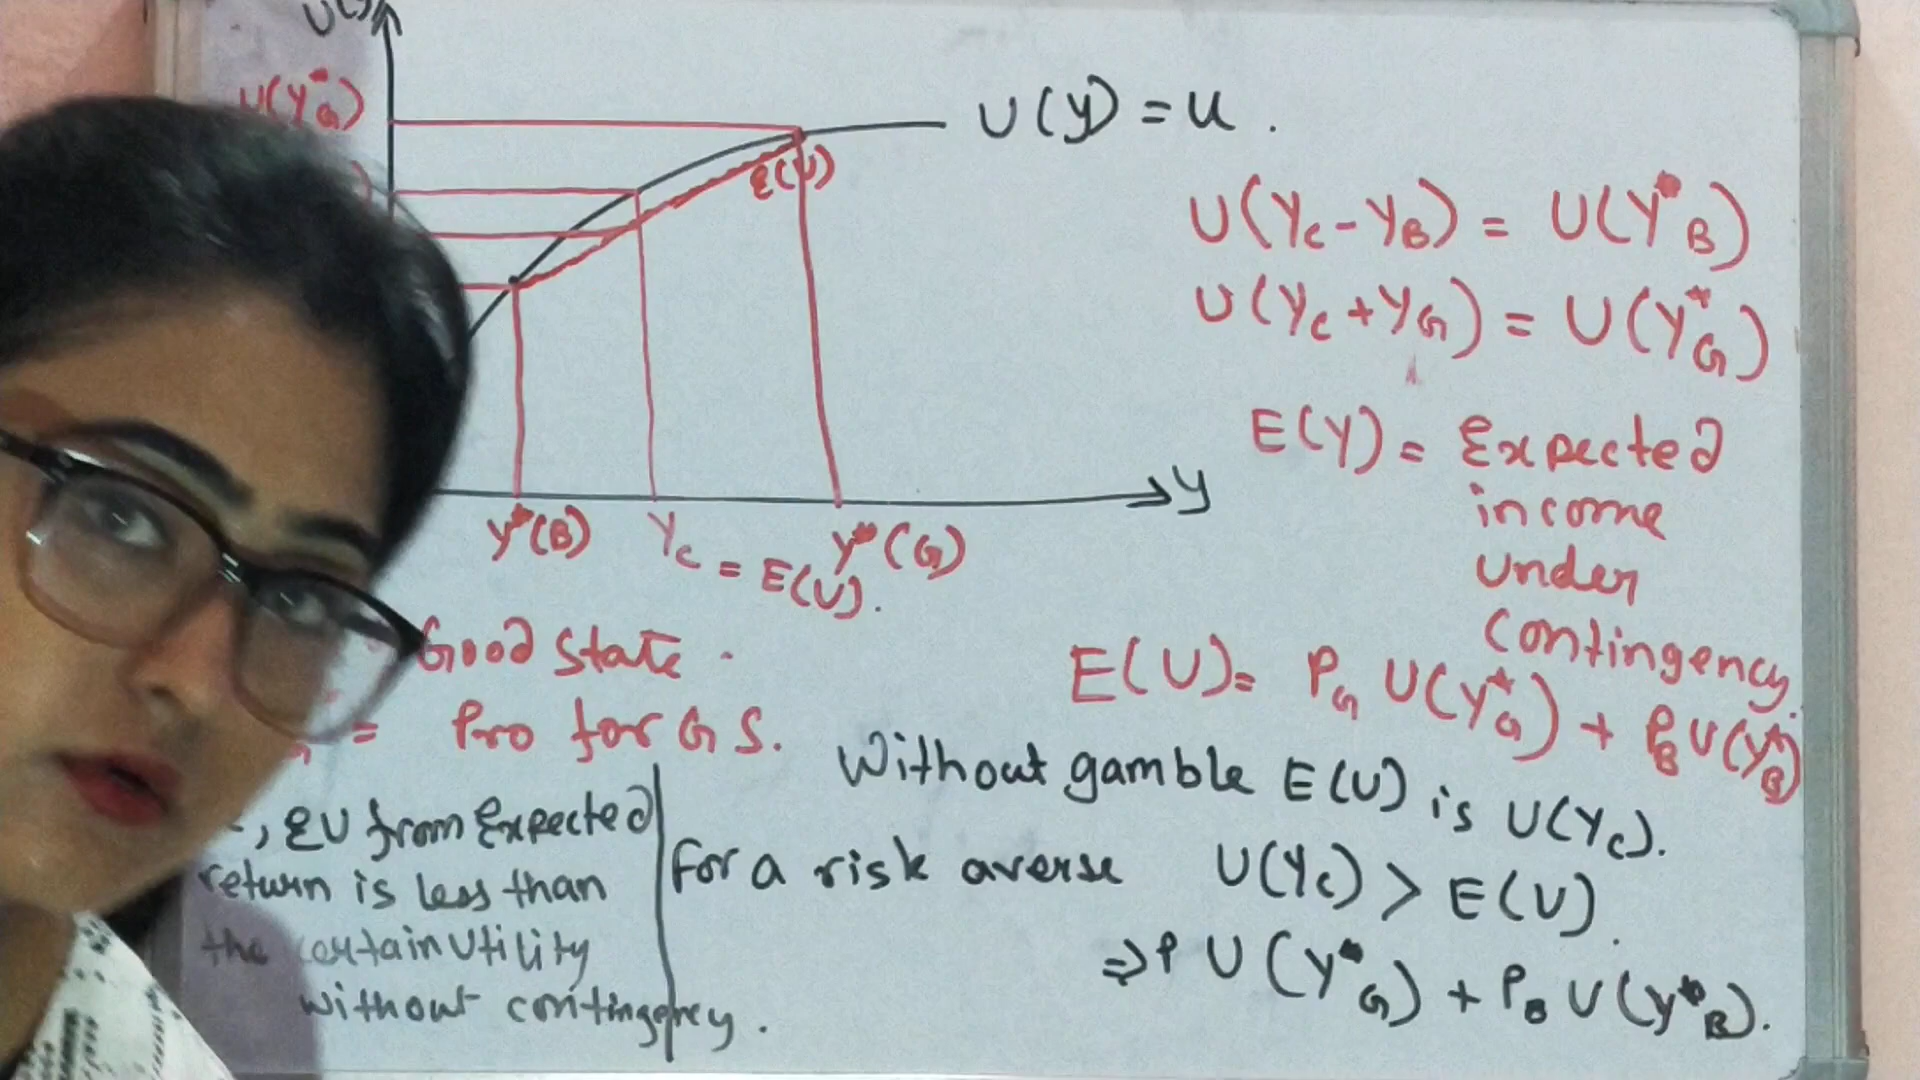 U(Y*G)
U(y) = u .
E(U)
U(Yc - YB) = U(Y*B)
U(Yc + YG) = U(Y*G)
E(Y) = Expected
income
under
contingency.
y
Y*(B) Yc = E(U). Y*(G)
Good state .
= Pro for G S.
E(U) = PG U(Y*G) + PB U(Y*B)
Without gamble E(U) is U(Yc).
, EU from Expected
return is less than
the certain utility
without contingency.
For a risk averse U(Yc) > E(U).
⇒ P U(Y*G) + PB U(Y*B).